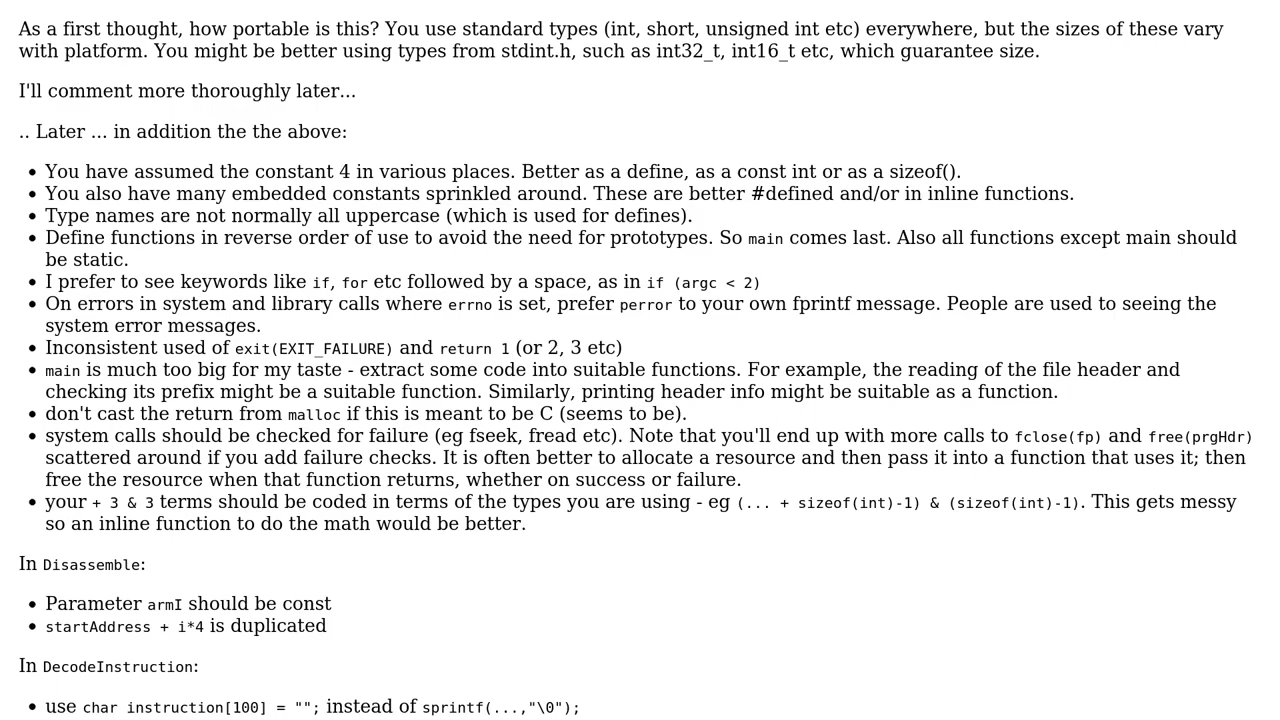 As a first thought, how portable is this? You use standard types (int, short, unsigned int etc) everywhere, but the sizes of these vary
with platform. You might be better using types from stdint.h, such as int32_t, int16_t etc, which guarantee size.
I'll comment more thoroughly later...
.. Later ... in addition the the above:
• You have assumed the constant 4 in various places. Better as a define, as a const int or as a sizeof().
• You also have many embedded constants sprinkled around. These are better #defined and/or in inline functions.
• Type names are not normally all uppercase (which is used for defines).
• Define functions in reverse order of use to avoid the need for prototypes. So main comes last. Also all functions except main should
be static.
• I prefer to see keywords like if, for etc followed by a space, as in if (argc < 2)
• On errors in system and library calls where errno is set, prefer perror to your own fprintf message. People are used to seeing the
system error messages.
• Inconsistent used of exit(EXIT_FAILURE) and return 1 (or 2, 3 etc)
• main is much too big for my taste - extract some code into suitable functions. For example, the reading of the file header and
checking its prefix might be a suitable function. Similarly, printing header info might be suitable as a function.
• don't cast the return from malloc if this is meant to be C (seems to be).
• system calls should be checked for failure (eg fseek, fread etc). Note that you'll end up with more calls to fclose(fp) and free(prgHdr)
scattered around if you add failure checks. It is often better to allocate a resource and then pass it into a function that uses it; then
free the resource when that function returns, whether on success or failure.
• your + 3 & 3 terms should be coded in terms of the types you are using - eg (... + sizeof(int)-1) & (sizeof(int)-1). This gets messy
so an inline function to do the math would be better.
In Disassemble:
• Parameter armI should be const
• startAddress + i*4 is duplicated
In DecodeInstruction:
• use char instruction[100] = ""; instead of sprintf(...,"\0");